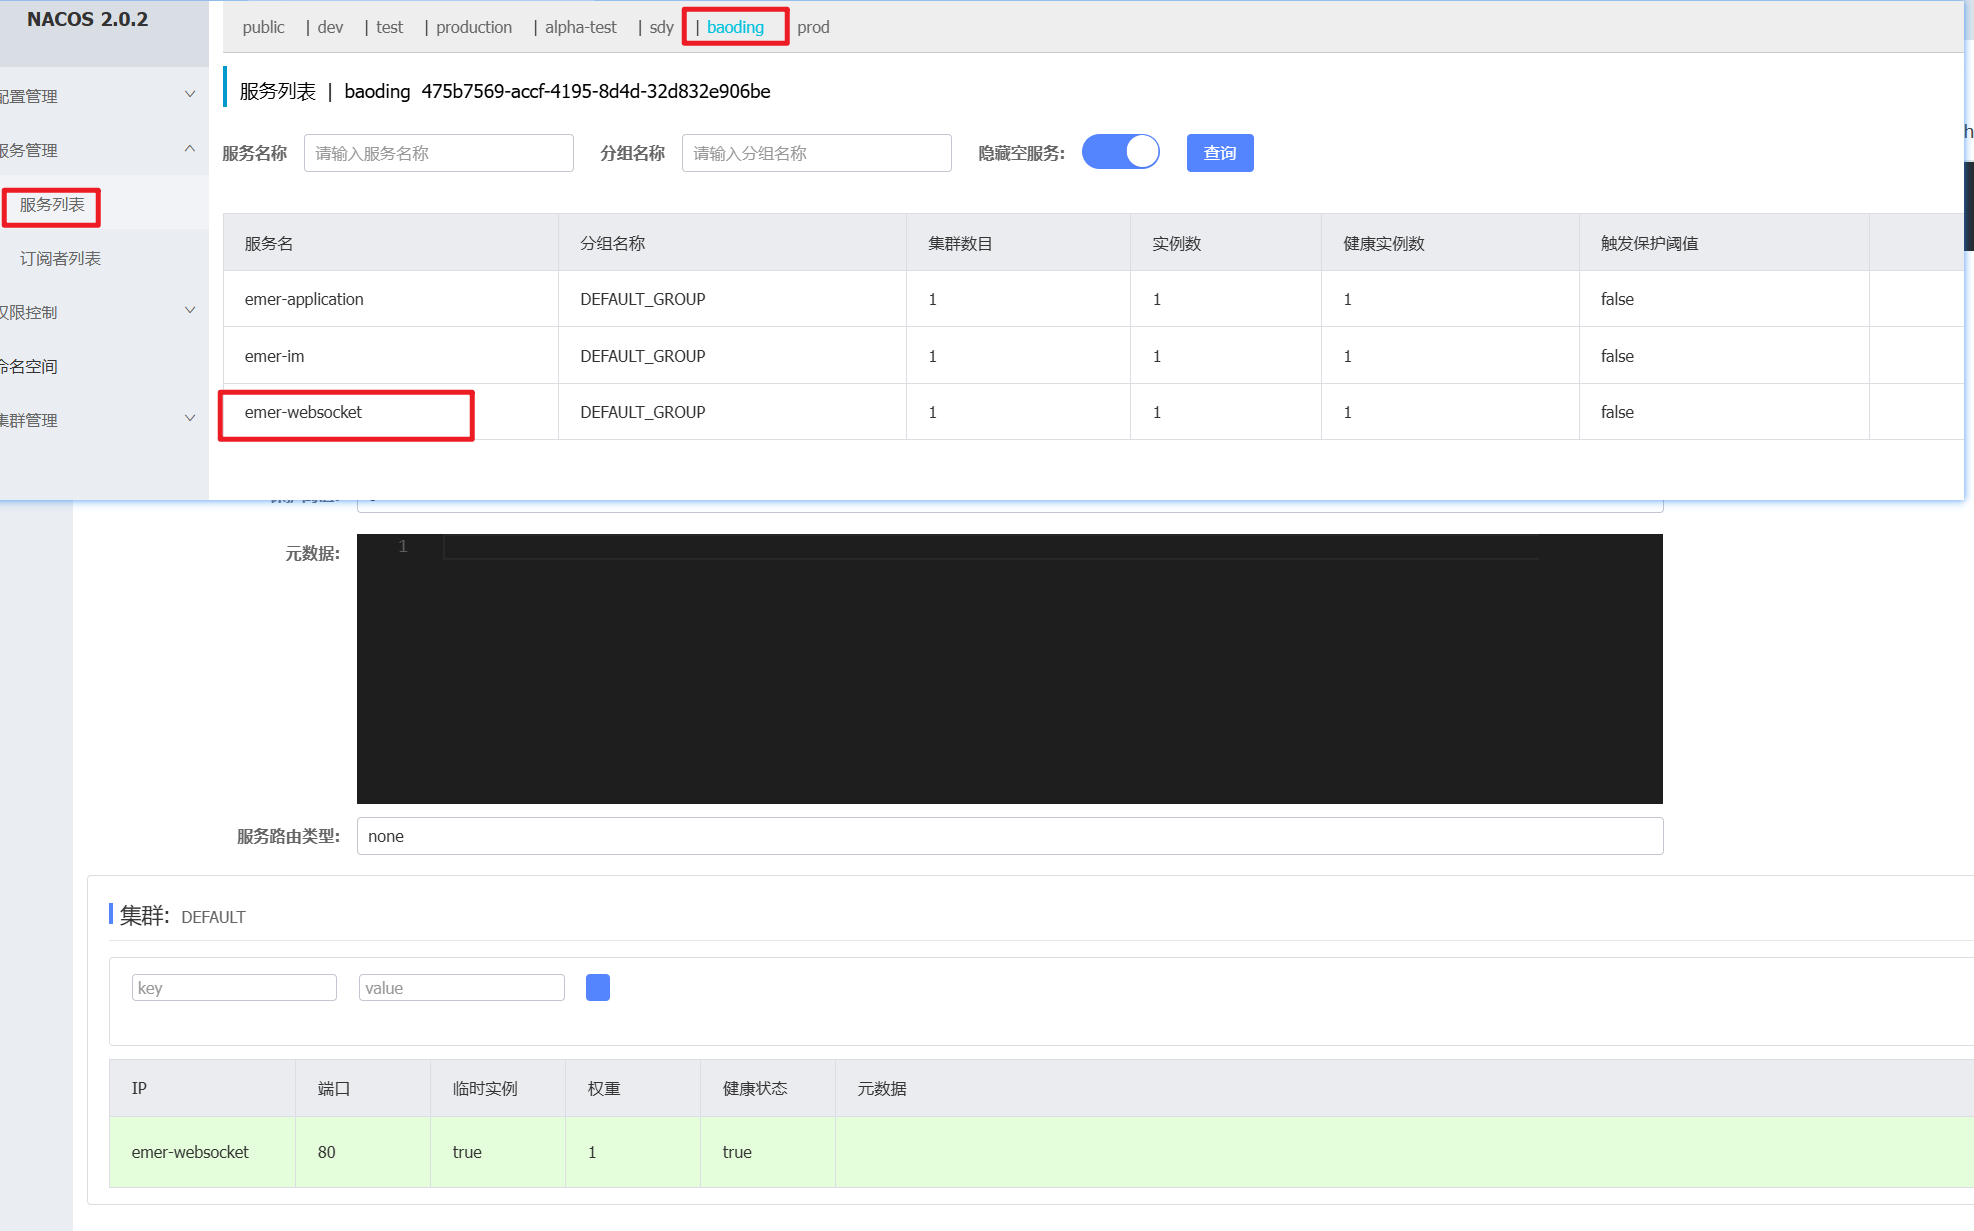 NACOS 2.0.2
public | dev | test | production | alpha-test | sdy | baoding prod
配置管理
服务管理
服务列表
订阅者列表
权限控制
命名空间
集群管理
服务列表 | baoding 475b7569-accf-4195-8d4d-32d832e906be
服务名称 请输入服务名称 分组名称 请输入分组名称 隐藏空服务: 查询
服务名 分组名称 集群数目 实例数 健康实例数 触发保护阈值
emer-application DEFAULT_GROUP 1 1 1 false
emer-im DEFAULT_GROUP 1 1 1 false
emer-websocket DEFAULT_GROUP 1 1 1 false
h
元数据: 1
服务路由类型: none
集群: DEFAULT
key value
IP 端口 临时实例 权重 健康状态 元数据
emer-websocket 80 true 1 true